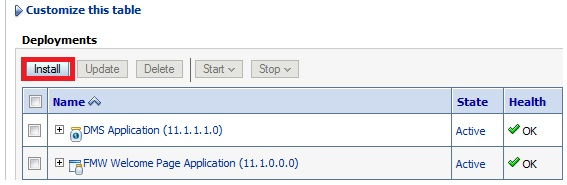 Customize this table
Deployments
Install Update Delete Start Stop
Name State Health
DMS Application (11.1.1.1.0) Active OK
FMW Welcome Page Application (11.1.0.0.0) Active OK